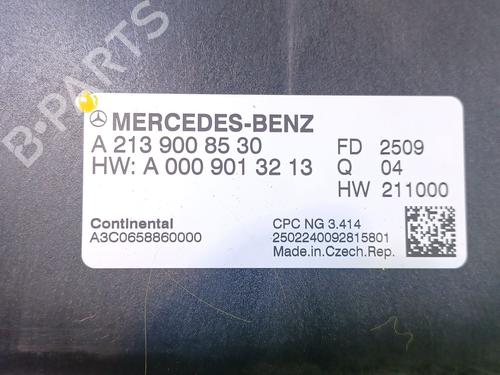 B-PARTS
MERCEDES-BENZ
A 213 900 85 30 FD 2509
HW: A 000 901 32 13 Q 04
HW 211000
Continental CPC NG 3.414
A3C0658860000 2502240092815801
Made.in.Czech.Rep.